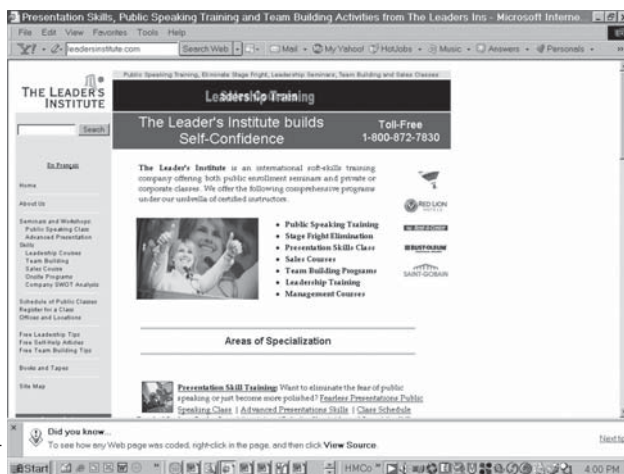 Presentation Skills, Public Speaking Training and Team Building Activities from The Leaders Ins - Microsoft Interne...
File Edit View Favorites Tools Help
leadersinstitute.com Search Web Mail My Yahoo! HotJobs Music Answers Personals
THE LEADER'S
INSTITUTE
Search
En Français
Home
About Us
Seminars and Workshops
Public Speaking Class
Advanced Presentation
Skills
Leadership Courses
Team Building
Sales Course
Onsite Programs
Company SWOT Analysis
Schedule of Public Classes
Register for a Class
Offices and Locations
Free Leadership Tips
Free Self-Help Articles
Free Team Building Tips
Books and Tapes
Site Map
Public Speaking Training, Eliminate Stage Fright, Leadership Seminars, Team Building and Sales Classes
Training
The Leader's Institute builds
Self-Confidence
Toll-Free
1-800-872-7830
The Leader's Institute is an international soft-skills training
company offering both public enrollment seminars and private or
corporate classes. We offer the following comprehensive programs
under our umbrella of certified instructors.
• Public Speaking Training
• Stage Fright Elimination
• Presentation Skills Class
• Sales Courses
• Team Building Programs
• Leadership Training
• Management Courses
RED LION
HOTELS
RENT-A-CENTER
RUST-OLEUM
SAINT-GOBAIN
Areas of Specialization
Presentation Skill Training: Want to eliminate the fear of public
speaking or just become more polished? Fearless Presentations Public
Speaking Class | Advanced Presentations Skills | Class Schedule
Did you know...
To see how any Web page was coded, right-click in the page, and then click View Source.
Next tip
Start HMCo 4:00 PM